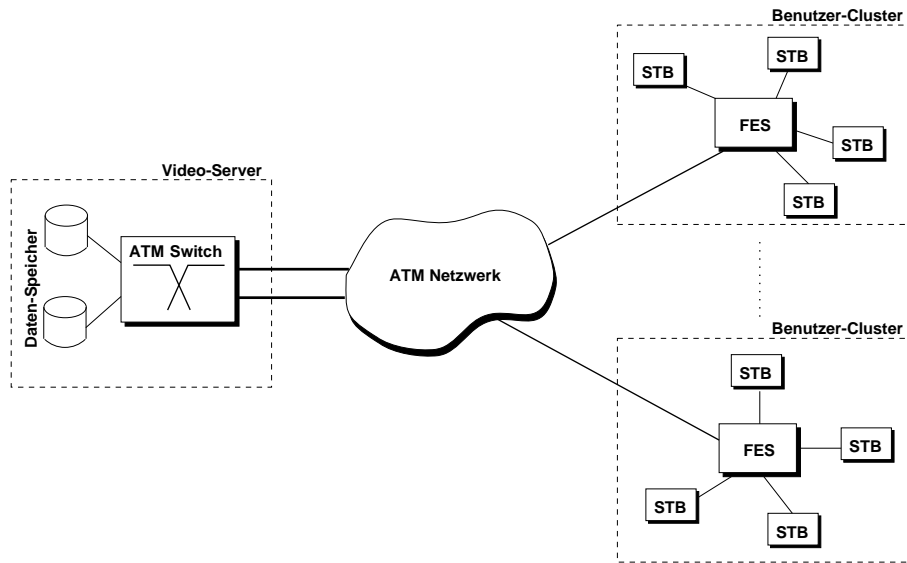 Benutzer-Cluster
STB
STB
FES
STB
STB
Video-Server
Daten-Speicher
ATM Switch
ATM Netzwerk
Benutzer-Cluster
STB
FES
STB
STB
STB